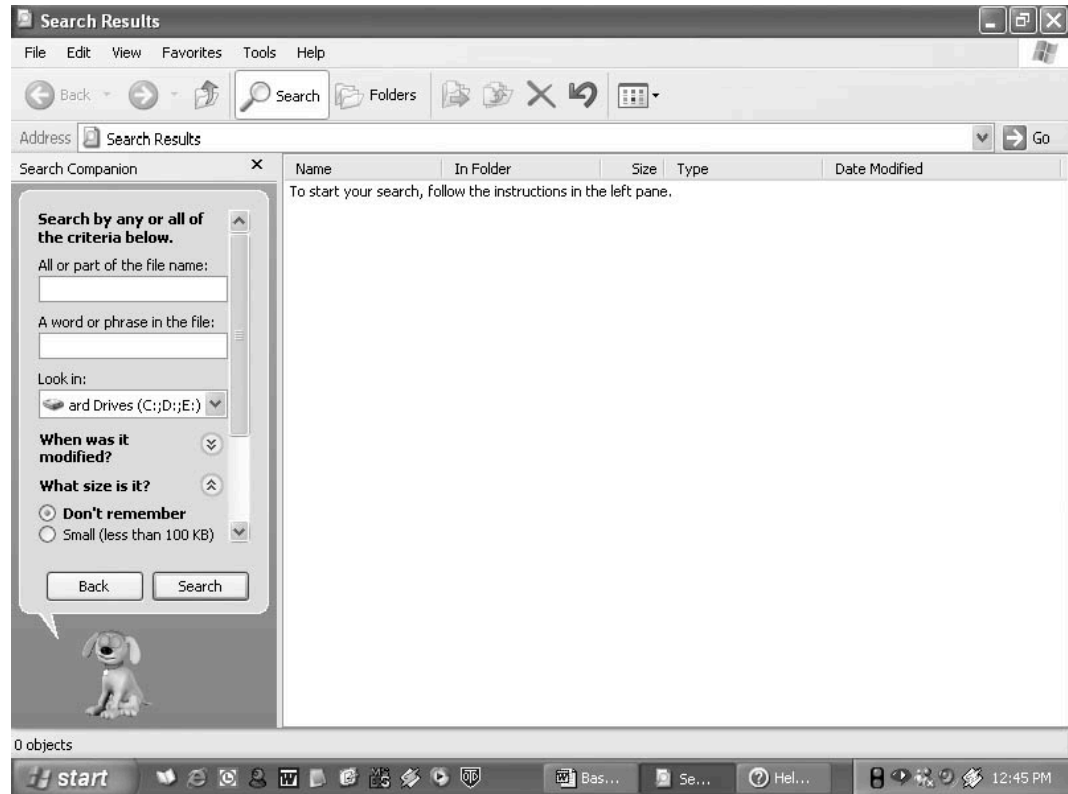 Search Results
File Edit View Favorites Tools Help
Back Search Folders
Address Search Results Go
Search Companion
Name In Folder Size Type Date Modified
To start your search, follow the instructions in the left pane.
Search by any or all of
the criteria below.
All or part of the file name:
A word or phrase in the file:
Look in:
ard Drives (C:;D:;E:)
When was it
modified?
What size is it?
Don't remember
Small (less than 100 KB)
Back Search
0 objects
start W Bas... Se... Hel... 12:45 PM